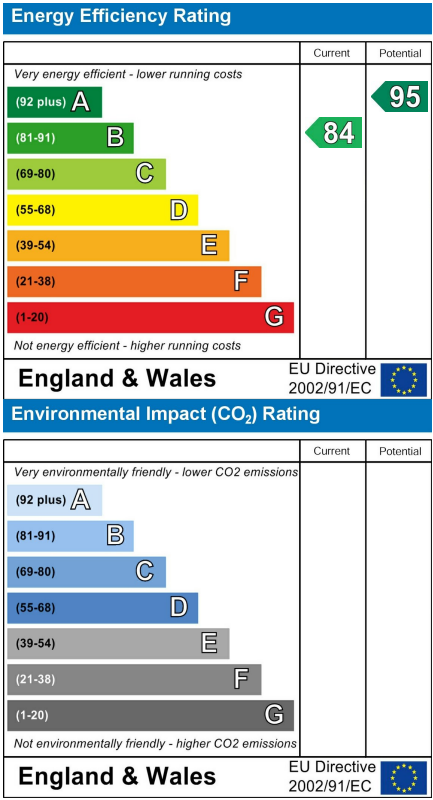 Energy Efficiency Rating
Current Potential
Very energy efficient - lower running costs
(92 plus) A
95
(81-91) B
84
(69-80) C
(55-68) D
(39-54) E
(21-38) F
(1-20) G
Not energy efficient - higher running costs
England & Wales
EU Directive
2002/91/EC
Environmental Impact (CO₂) Rating
Current Potential
Very environmentally friendly - lower CO2 emissions
(92 plus) A
(81-91) B
(69-80) C
(55-68) D
(39-54) E
(21-38) F
(1-20) G
Not environmentally friendly - higher CO2 emissions
England & Wales
EU Directive
2002/91/EC